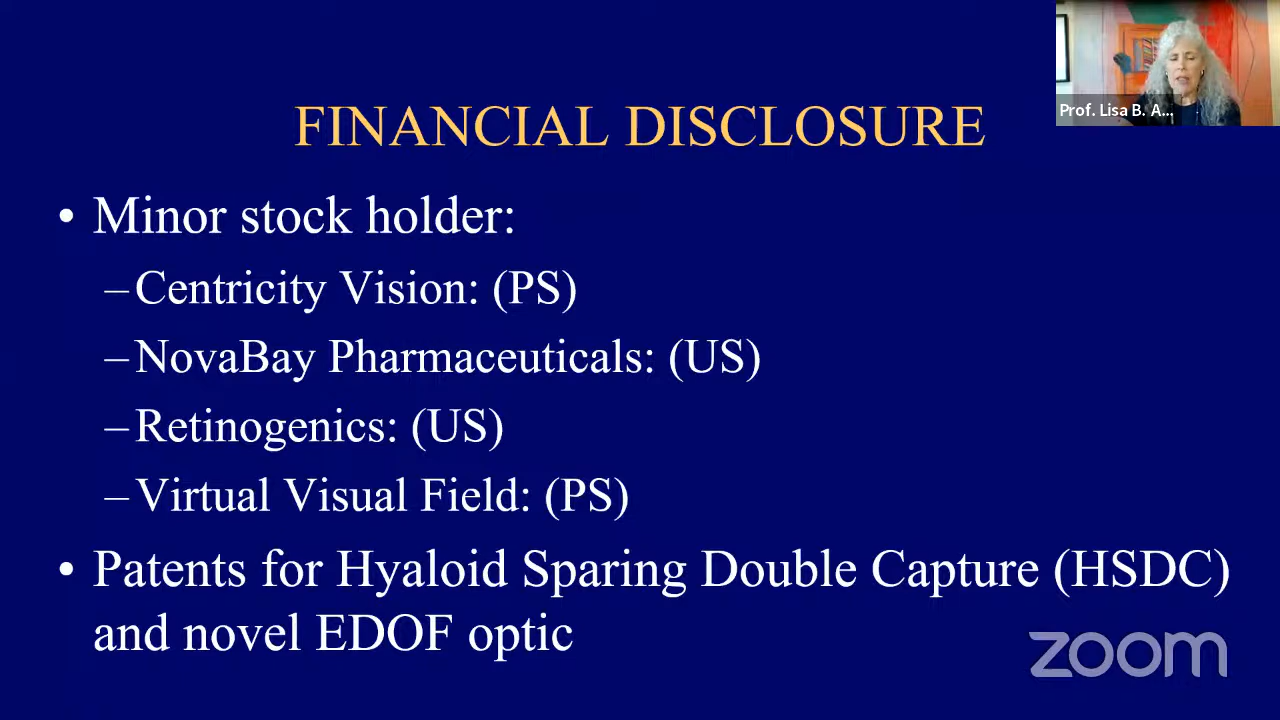 FINANCIAL DISCLOSURE
• Minor stock holder:
–Centricity Vision: (PS)
–NovaBay Pharmaceuticals: (US)
–Retinogenics: (US)
–Virtual Visual Field: (PS)
• Patents for Hyaloid Sparing Double Capture (HSDC)
and novel EDOF optic
Prof. Lisa B. A...
zoom